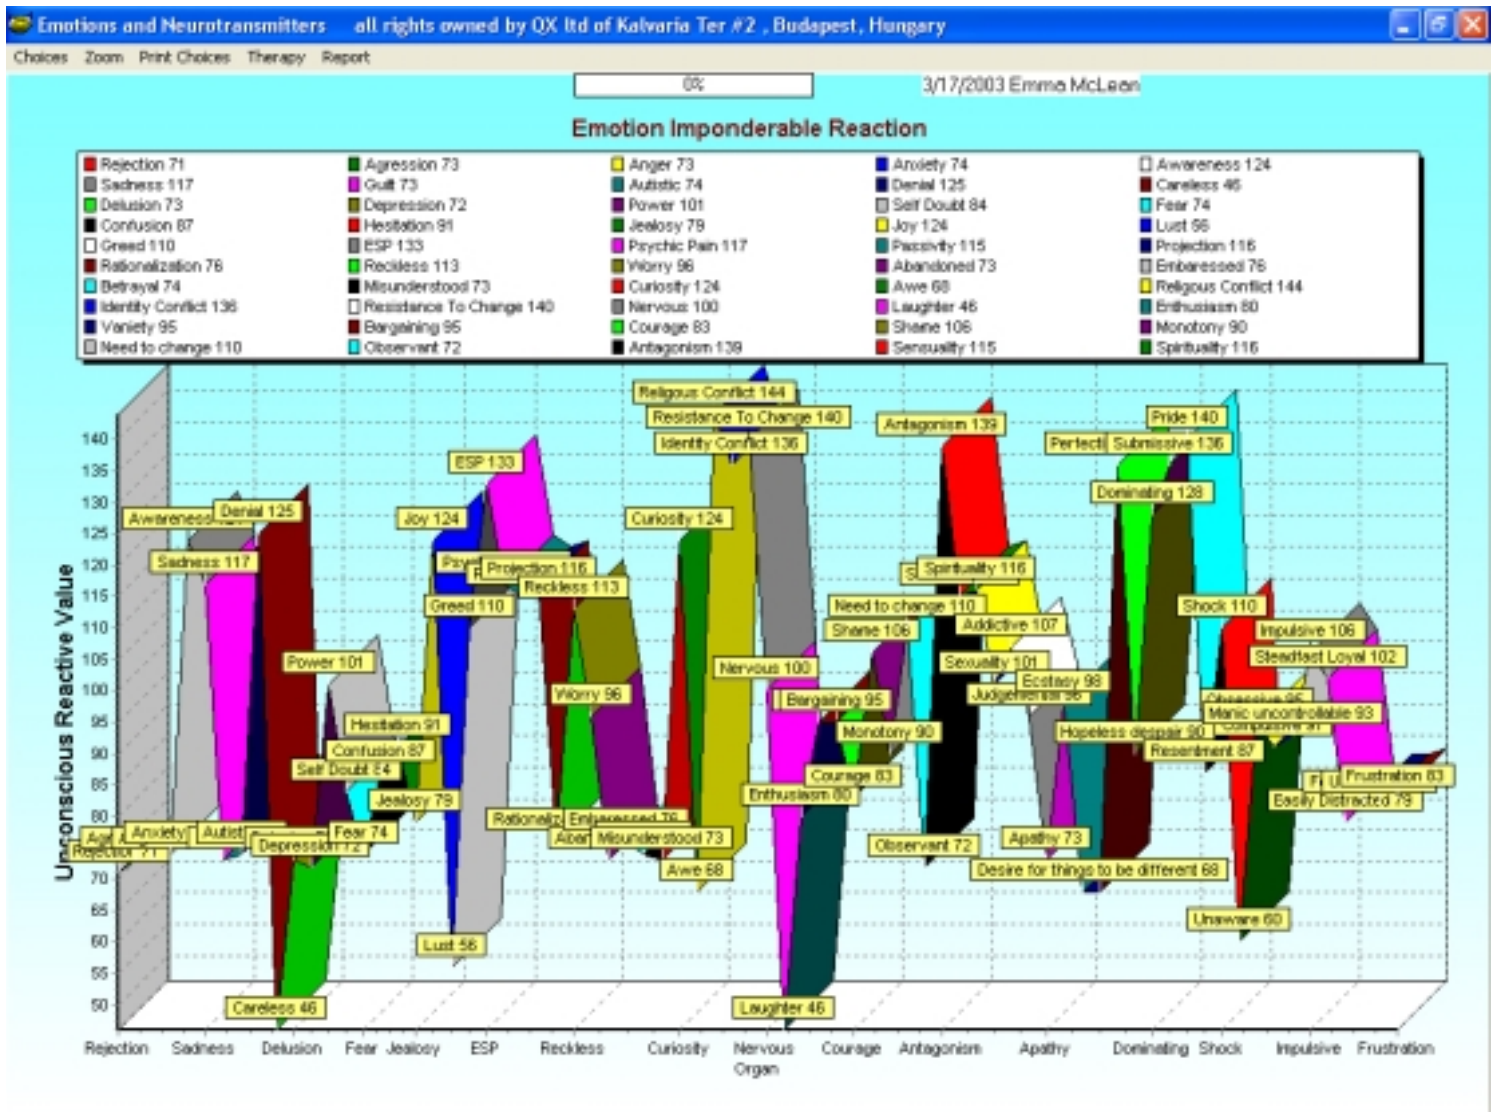 Emotions and Neurotransmitters all rights owned by QX ltd of Kalvaria Ter #2 , Budapest, Hungary
Choices Zoom Print Choices Therapy Report
0% 3/17/2003 Emma McLean
Emotion Imponderable Reaction
Rejection 71 Agression 73 Anger 73 Anxiety 74 Awareness 124
Sadness 117 Guilt 73 Autistic 74 Denial 125 Careless 46
Delusion 73 Depression 72 Power 101 Self Doubt 84 Fear 74
Confusion 87 Hesitation 91 Jealosy 79 Joy 124 Lust 56
Greed 110 ESP 133 Psychic Pain 117 Passivity 115 Projection 116
Rationalization 76 Reckless 113 Worry 96 Abandoned 73 Embaressed 76
Betrayal 74 Misunderstood 73 Curiosity 124 Awe 68 Religous Conflict 144
Identity Conflict 136 Resistance To Change 140 Nervous 100 Laughter 46 Enthusiasm 80
Vaniety 95 Bargaining 95 Courage 83 Shame 106 Monotony 90
Need to change 110 Observant 72 Antagonism 139 Sensuality 115 Spirtuality 116
Religous Conflict 144
Resistance To Change 140 Pride 140
Antagonism 139
Identity Conflict 136 Perfecti Submissive 136
ESP 133
Dominating 128
Awareness Denial 125 Joy 124 Curiosity 124
Sadness 117 Psy Projection 116 Spirtuality 116
Reckless 113
Greed 110 Need to change 110 Shock 110
Addictive 107
Shame 106 Impulsive 106
Power 101 Sexuality 101 Steadfast Loyal 102
Nervous 100 Ecstasy 98
Worry 96 Bargaining 95 Judgemental 96 Obsessive 95
Manic uncontrollable 93
Hesitation 91 Monotony 90 Hopeless despair 90
Confusion 87 Resentment 87
Self Doubt 84 Courage 83 Frustration 83
Jealosy 79 Enthusiasm 80 Easily Distracted 79
Rationaliz Embaressed 76
Anxiety Autist Fear 74 Abar Misunderstood 73 Apathy 73
Rejection 71 Depression 72 Observant 72
Awe 68 Desire for things to be different 68
Unaware 60
Lust 56
Careless 46 Laughter 46
Unconscious Reactive Value
140
135
130
125
120
115
110
105
100
95
90
85
80
70
65
60
55
50
Rejection Sadness Delusion Fear Jealosy ESP Reckless Curiosity Nervous Courage Antagonism Apathy Dominating Shock Impulsive Frustration
Organ